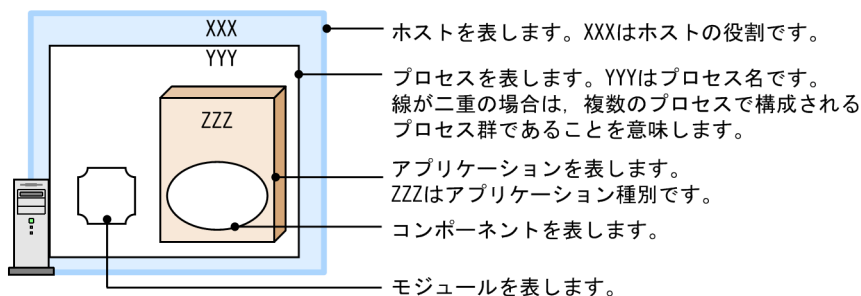 XXX
YYY
ZZZ
ホストを表します。XXXはホストの役割です。
プロセスを表します。YYYはプロセス名です。
線が二重の場合は，複数のプロセスで構成される
プロセス群であることを意味します。
アプリケーションを表します。
ZZZはアプリケーション種別です。
コンポーネントを表します。
モジュールを表します。